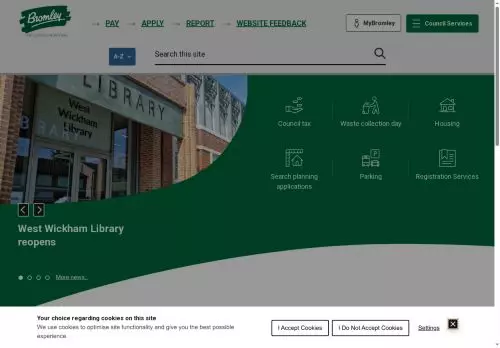 Bromley
PAY
APPLY
REPORT
WEBSITE FEEDBACK
MyBromley
Council Services
A-Z
Search this site
LIBRARY
West
Wickham
Library
Council tax
Waste collection day
Housing
Search planning
applications
Parking
Registration Services
West Wickham Library
reopens
More news..
Your choice regarding cookies on this site
We use cookies to optimise site functionality and give you the best possible
experience.
I Accept Cookies
I Do Not Accept Cookies
Settings